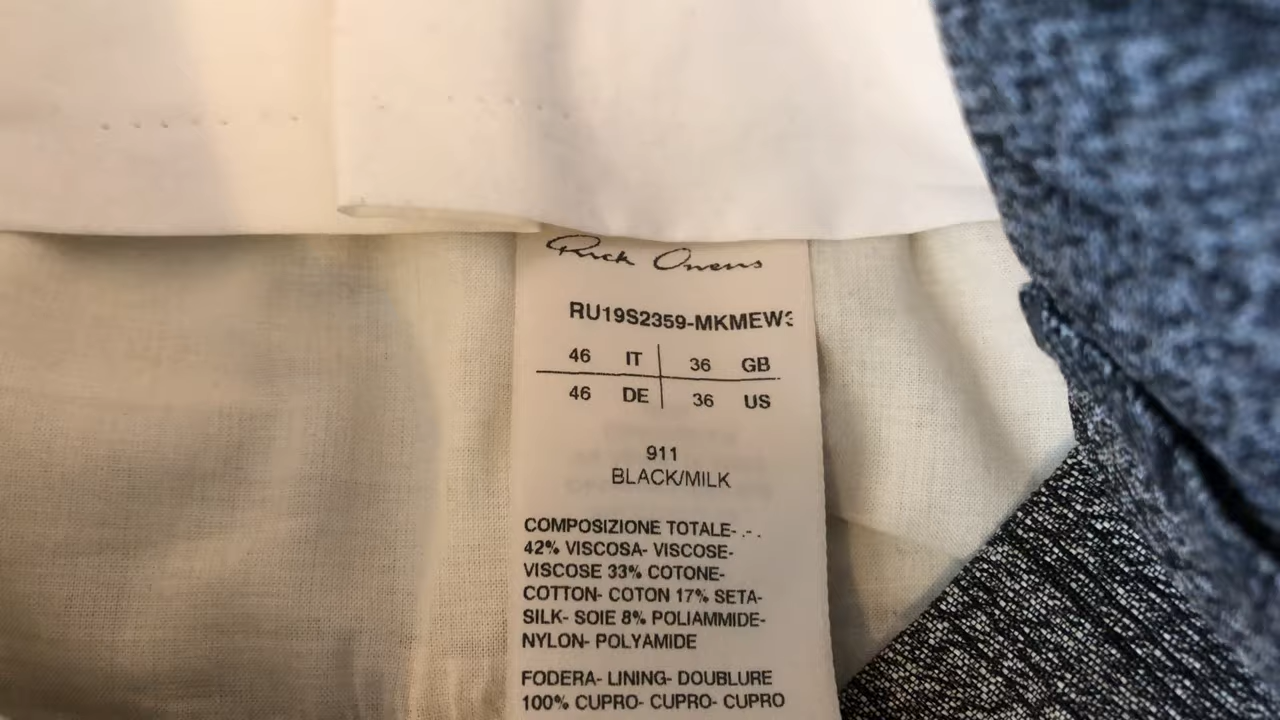 Rick Owens
RU19S2359-MKMEW3
46 IT 36 GB
46 DE 36 US
911
BLACK/MILK
COMPOSIZIONE TOTALE- .- .
42% VISCOSA- VISCOSE-
VISCOSE 33% COTONE-
COTTON- COTON 17% SETA-
SILK- SOIE 8% POLIAMMIDE-
NYLON- POLYAMIDE
FODERA- LINING- DOUBLURE
100% CUPRO- CUPRO- CUPRO